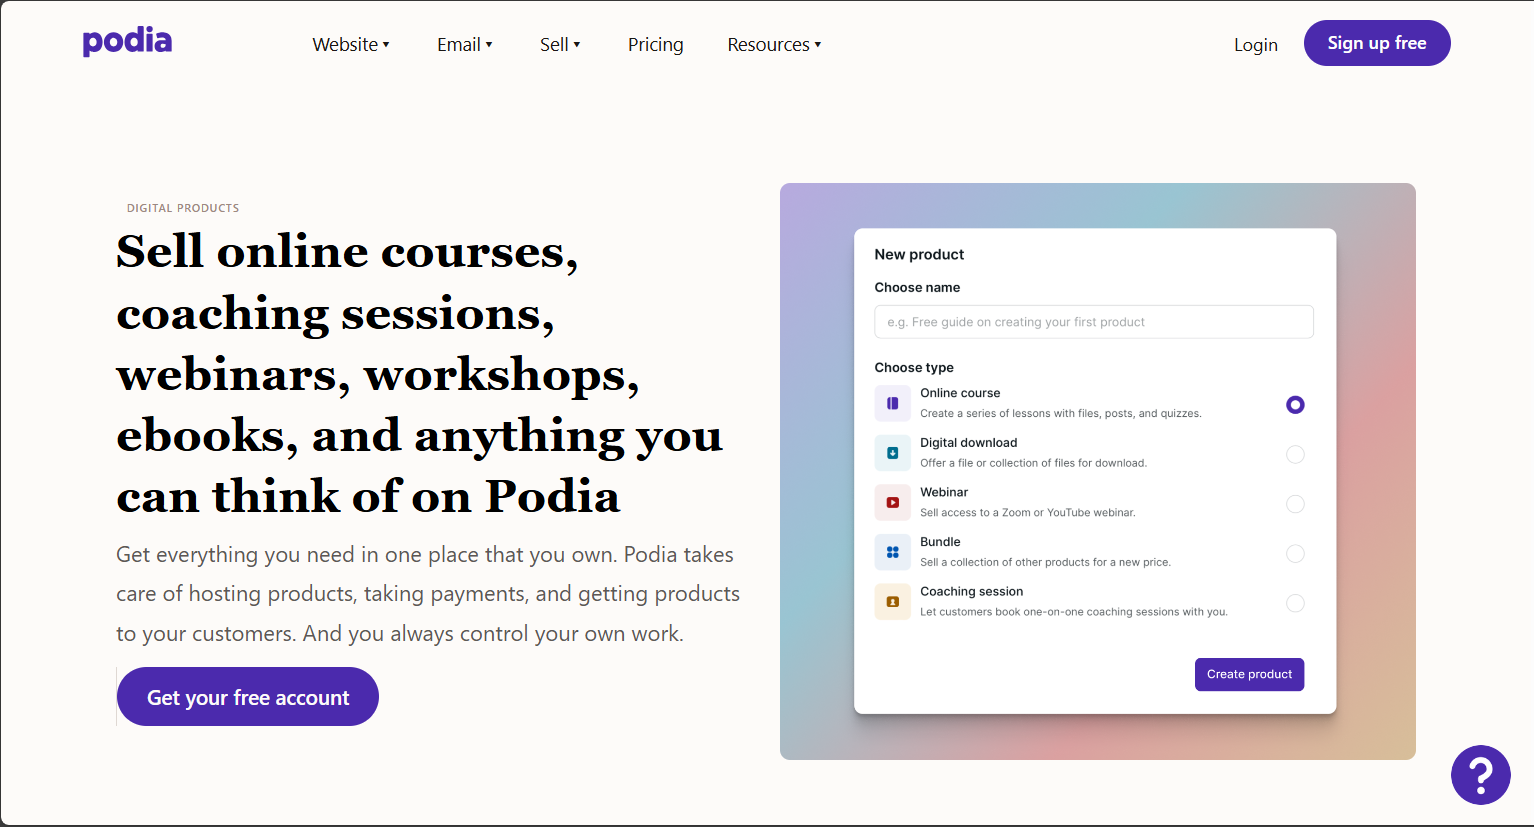 podia
Website
Email
Sell
Pricing
Resources
Login
Sign up free
DIGITAL PRODUCTS
Sell online courses,
coaching sessions,
webinars, workshops,
ebooks, and anything you
can think of on Podia
Get everything you need in one place that you own. Podia takes
care of hosting products, taking payments, and getting products
to your customers. And you always control your own work.
Get your free account
New product
Choose name
e.g. Free guide on creating your first product
Choose type
Online course
Create a series of lessons with files, posts, and quizzes.
Digital download
Offer a file or collection of files for download.
Webinar
Sell access to a Zoom or YouTube webinar.
Bundle
Sell a collection of other products for a new price.
Coaching session
Let customers book one-on-one coaching sessions with you.
Create product
?